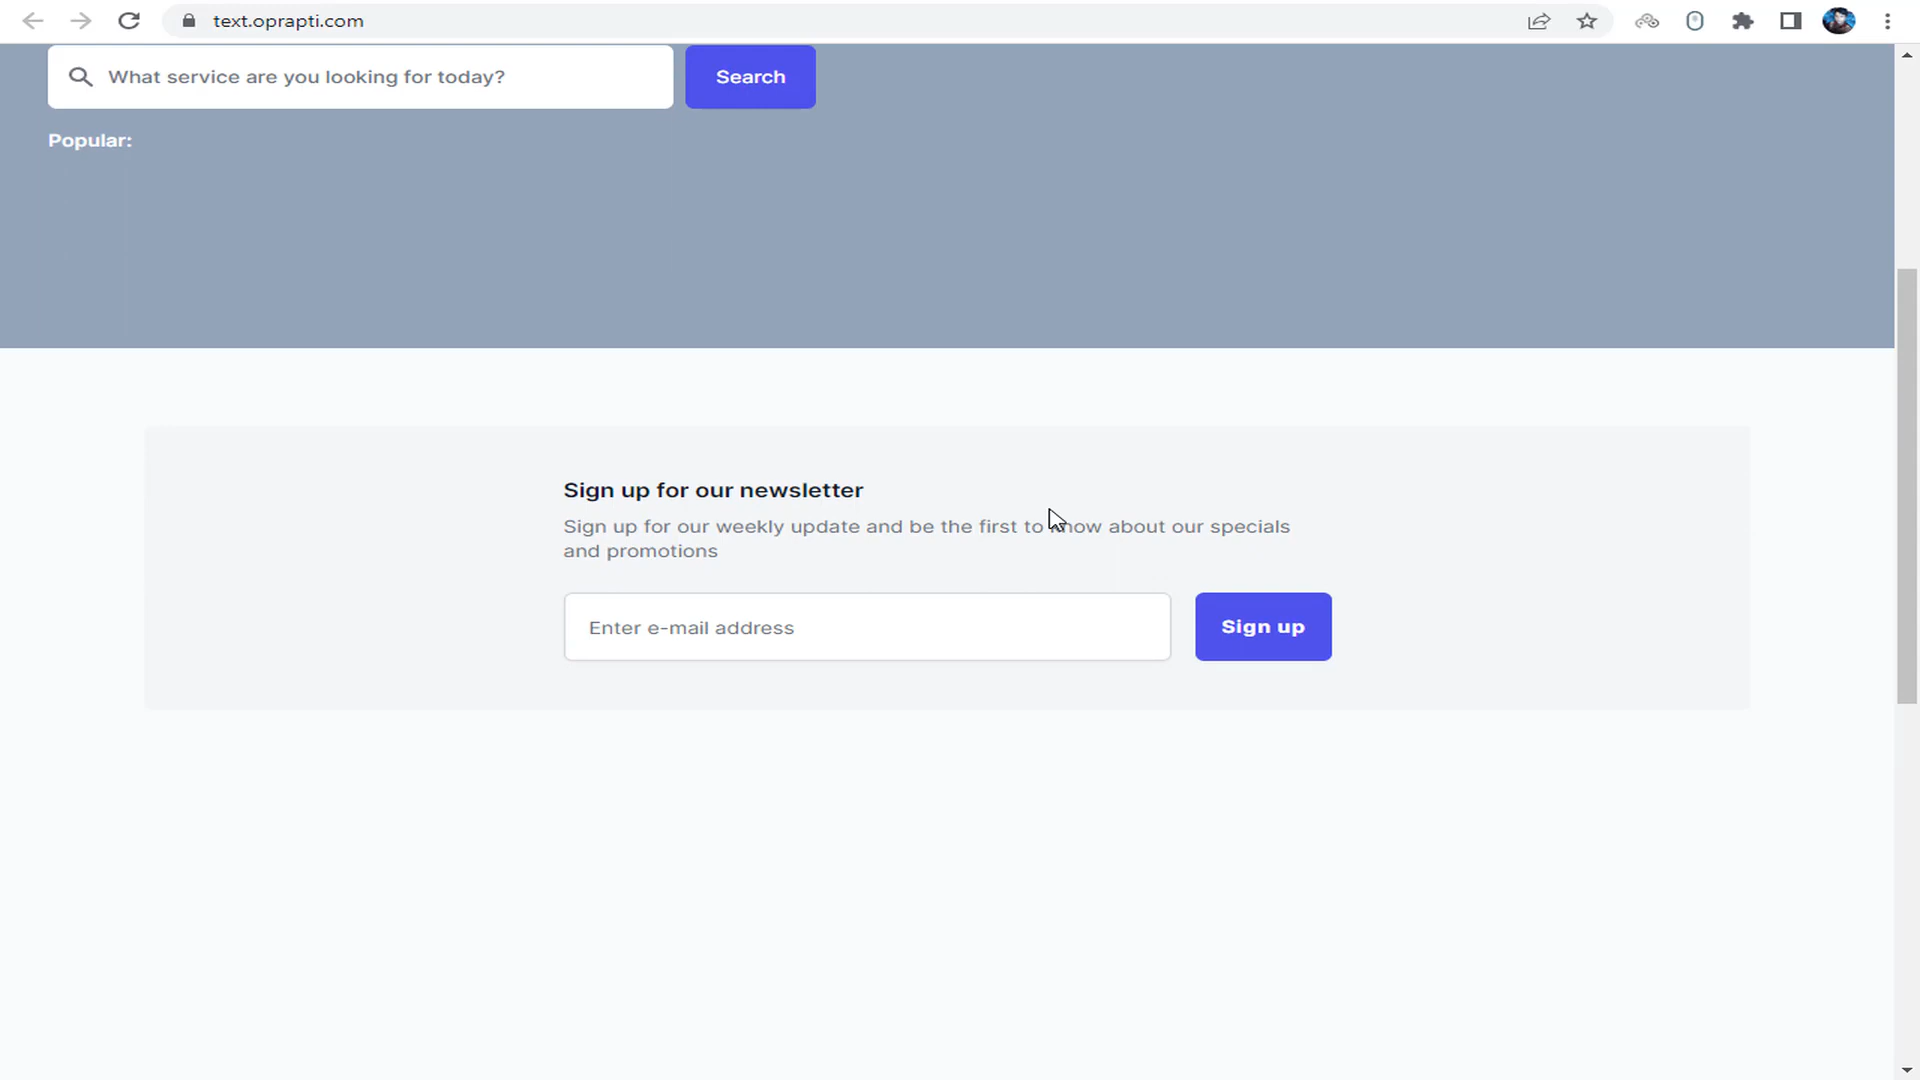 text.oprapti.com
What service are you looking for today?
Search
Popular:
Sign up for our newsletter
Sign up for our weekly update and be the first to know about our specials
and promotions
Enter e-mail address
Sign up